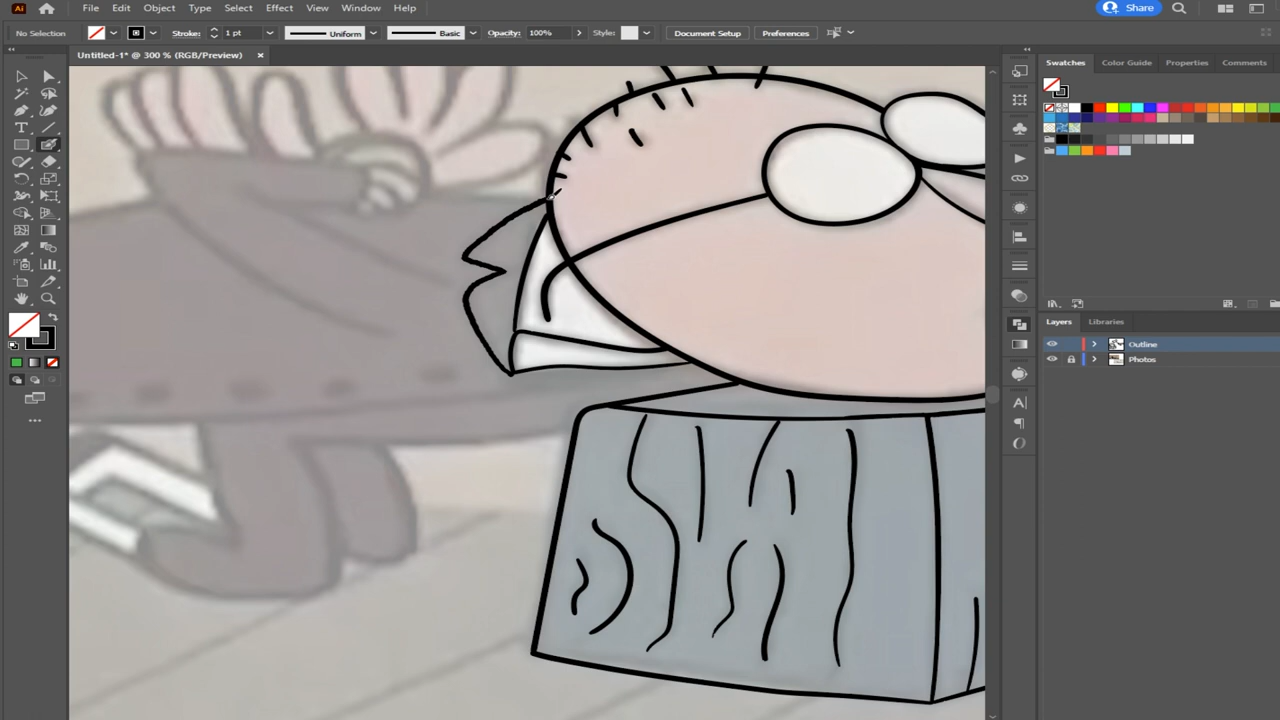 Ai File Edit Object Type Select Effect View Window Help Share
No Selection Stroke: 1 pt Uniform Basic Opacity: 100% Style: Document Setup Preferences
Untitled-1* @ 300 % (RGB/Preview) ×
Swatches Color Guide Properties Comments
Layers Libraries
Outline
Photos